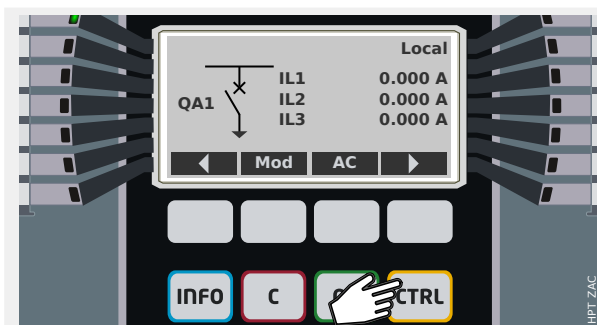 Local
IL1 0.000 A
QA1 IL2 0.000 A
IL3 0.000 A
Mod AC
INFO C CTRL
HPT ZAC